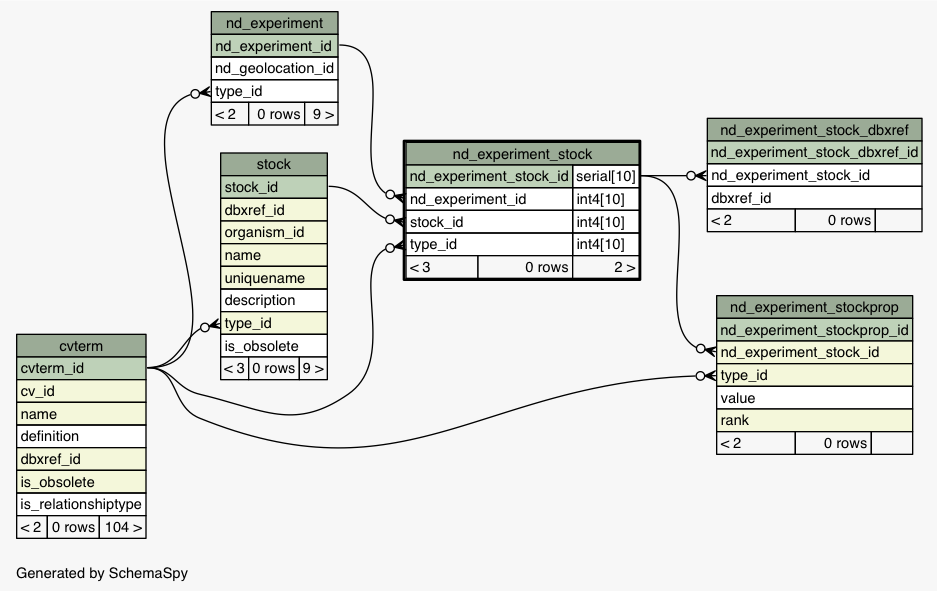 nd_experiment
nd_experiment_id
nd_geolocation_id
type_id
< 2 0 rows 9 >
stock
stock_id
dbxref_id
organism_id
name
uniquename
description
type_id
is_obsolete
< 3 0 rows 9 >
cvterm
cvterm_id
cv_id
name
definition
dbxref_id
is_obsolete
is_relationshiptype
< 2 0 rows 104 >
nd_experiment_stock
nd_experiment_stock_id serial[10]
nd_experiment_id int4[10]
stock_id int4[10]
type_id int4[10]
< 3 0 rows 2 >
nd_experiment_stock_dbxref
nd_experiment_stock_dbxref_id
nd_experiment_stock_id
dbxref_id
< 2 0 rows
nd_experiment_stockprop
nd_experiment_stockprop_id
nd_experiment_stock_id
type_id
value
rank
< 2 0 rows
Generated by SchemaSpy